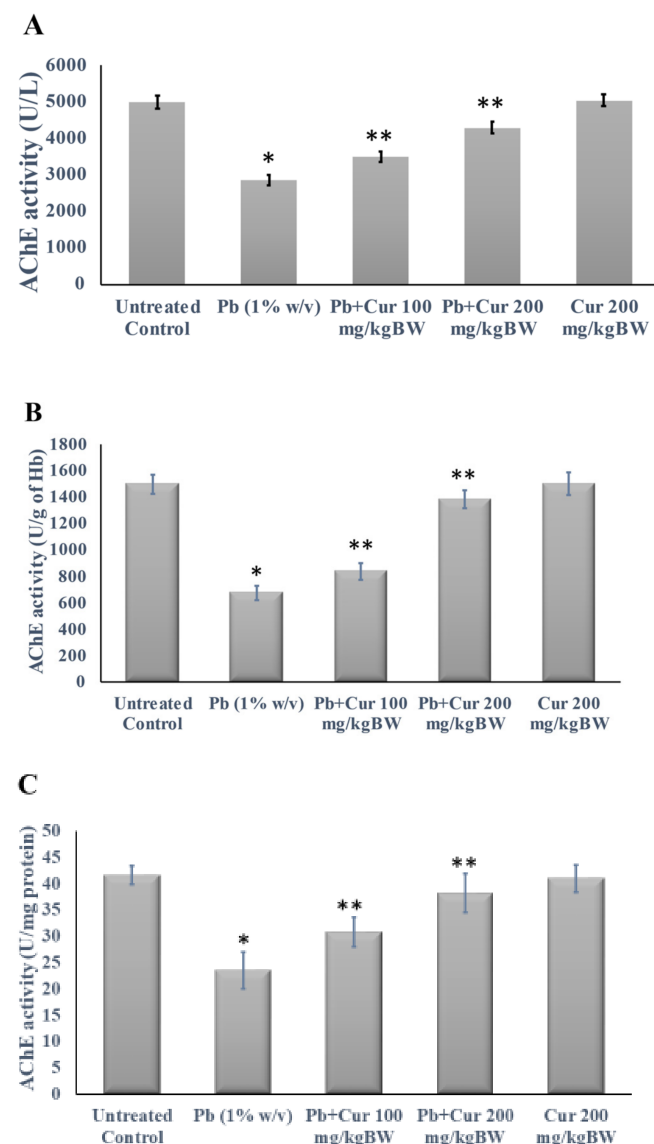 A
AChE activity (U/L)
6000
5000
4000
3000
2000
1000
0
*
**
**
Untreated Control
Pb (1% w/v)
Pb+Cur 100 mg/kgBW
Pb+Cur 200 mg/kgBW
Cur 200 mg/kgBW
B
AChE activity (U/g of Hb)
1800
1600
1400
1200
1000
800
600
400
200
0
*
**
**
Untreated Control
Pb (1% w/v)
Pb+Cur 100 mg/kgBW
Pb+Cur 200 mg/kgBW
Cur 200 mg/kgBW
C
AChE activity (U/mg protein)
50
45
40
35
30
25
20
15
10
5
0
*
**
**
Untreated Control
Pb (1% w/v)
Pb+Cur 100 mg/kgBW
Pb+Cur 200 mg/kgBW
Cur 200 mg/kgBW